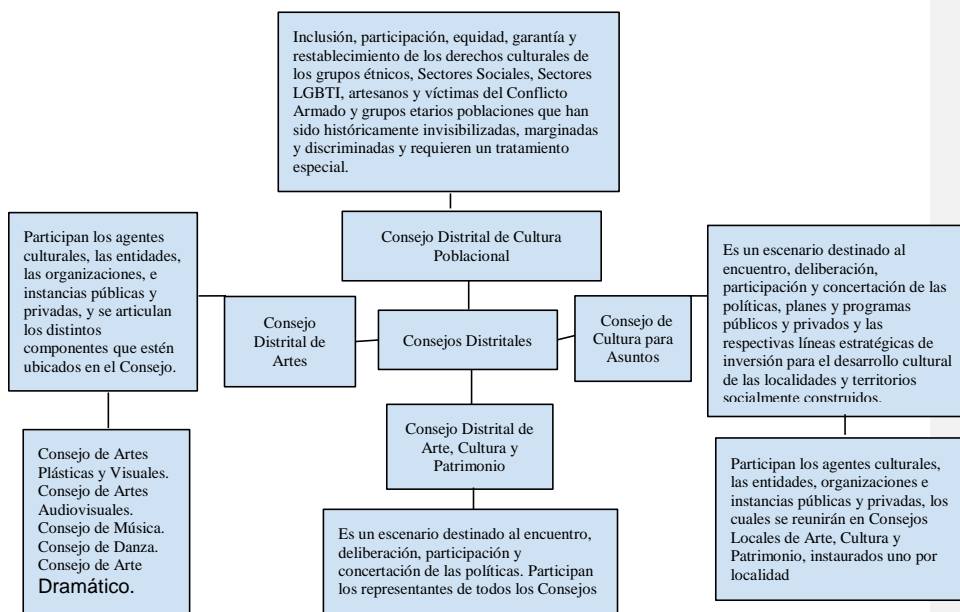 Inclusión, participación, equidad, garantía y
restablecimiento de los derechos culturales de
los grupos étnicos, Sectores Sociales, Sectores
LGBTI, artesanos y víctimas del Conflicto
Armado y grupos etarios poblaciones que han
sido históricamente invisibilizadas, marginadas
y discriminadas y requieren un tratamiento
especial.
Consejo Distrital de Cultura
Poblacional
Participan los agentes
culturales, las entidades,
las organizaciones, e
instancias públicas y
privadas, y se articulan
los distintos
componentes que estén
ubicados en el Consejo.
Consejo
Distrital de
Artes
Consejos Distritales
Consejo de
Cultura para
Asuntos
Es un escenario destinado al
encuentro, deliberación,
participación y concertación de las
políticas, planes y programas
públicos y privados y las
respectivas líneas estratégicas de
inversión para el desarrollo cultural
de las localidades y territorios
socialmente construidos.
Consejo de Artes
Plásticas y Visuales.
Consejo de Artes
Audiovisuales.
Consejo de Música.
Consejo de Danza.
Consejo de Arte
Dramático.
Consejo Distrital de
Arte, Cultura y
Patrimonio
Es un escenario destinado al encuentro,
deliberación, participación y
concertación de las políticas. Participan
los representantes de todos los Consejos
Participan los agentes culturales,
las entidades, organizaciones e
instancias públicas y privadas, los
cuales se reunirán en Consejos
Locales de Arte, Cultura y
Patrimonio, instaurados uno por
localidad